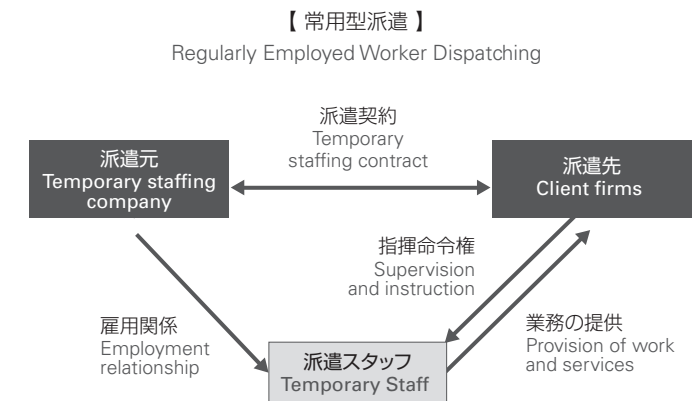 【 常用型派遣 】
Regularly Employed Worker Dispatching
派遣契約
Temporary
staffing contract
派遣元
Temporary staffing
company
派遣先
Client firms
指揮命令権
Supervision
and instruction
雇用関係
Employment
relationship
業務の提供
Provision of work
and services
派遣スタッフ
Temporary Staff